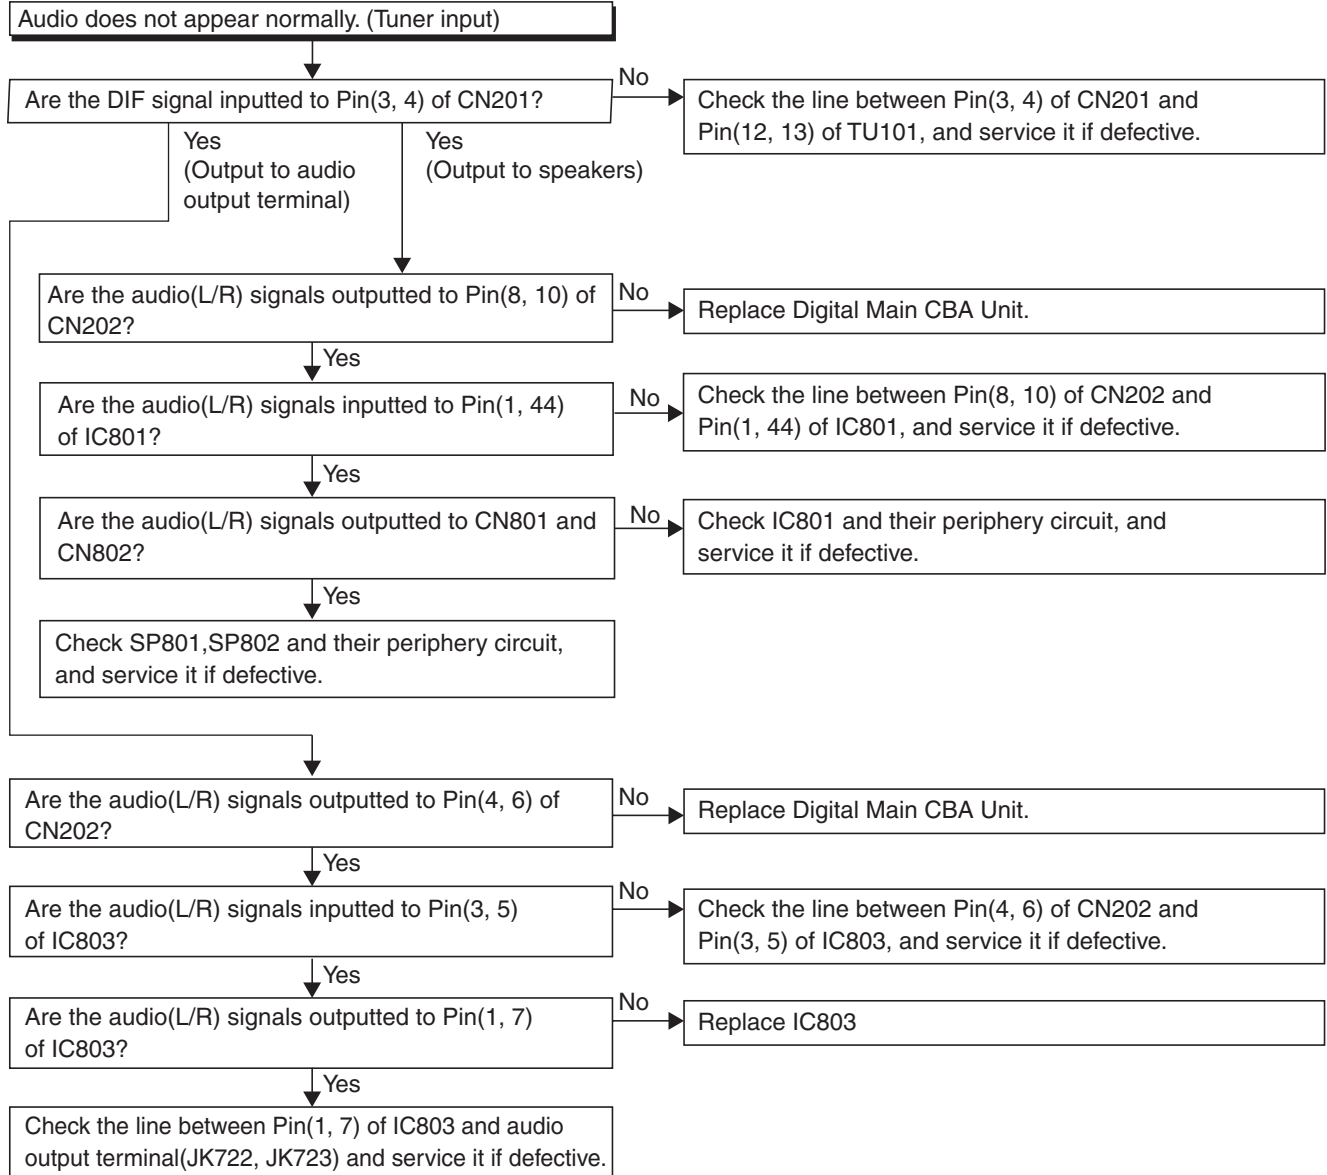 Audio does not appear normally. (Tuner input)
Are the DIF signal inputted to Pin(3, 4) of CN201?
No
Check the line between Pin(3, 4) of CN201 and
Pin(12, 13) of TU101, and service it if defective.
Yes
(Output to audio
output terminal)
Yes
(Output to speakers)
Are the audio(L/R) signals outputted to Pin(8, 10) of
CN202?
No
Replace Digital Main CBA Unit.
Yes
Are the audio(L/R) signals inputted to Pin(1, 44)
of IC801?
No
Check the line between Pin(8, 10) of CN202 and
Pin(1, 44) of IC801, and service it if defective.
Yes
Are the audio(L/R) signals outputted to CN801 and
CN802?
No
Check IC801 and their periphery circuit, and
service it if defective.
Yes
Check SP801,SP802 and their periphery circuit,
and service it if defective.
Are the audio(L/R) signals outputted to Pin(4, 6) of
CN202?
No
Replace Digital Main CBA Unit.
Yes
Are the audio(L/R) signals inputted to Pin(3, 5)
of IC803?
No
Check the line between Pin(4, 6) of CN202 and
Pin(3, 5) of IC803, and service it if defective.
Yes
Are the audio(L/R) signals outputted to Pin(1, 7)
of IC803?
No
Replace IC803
Yes
Check the line between Pin(1, 7) of IC803 and audio
output terminal(JK722, JK723) and service it if defective.